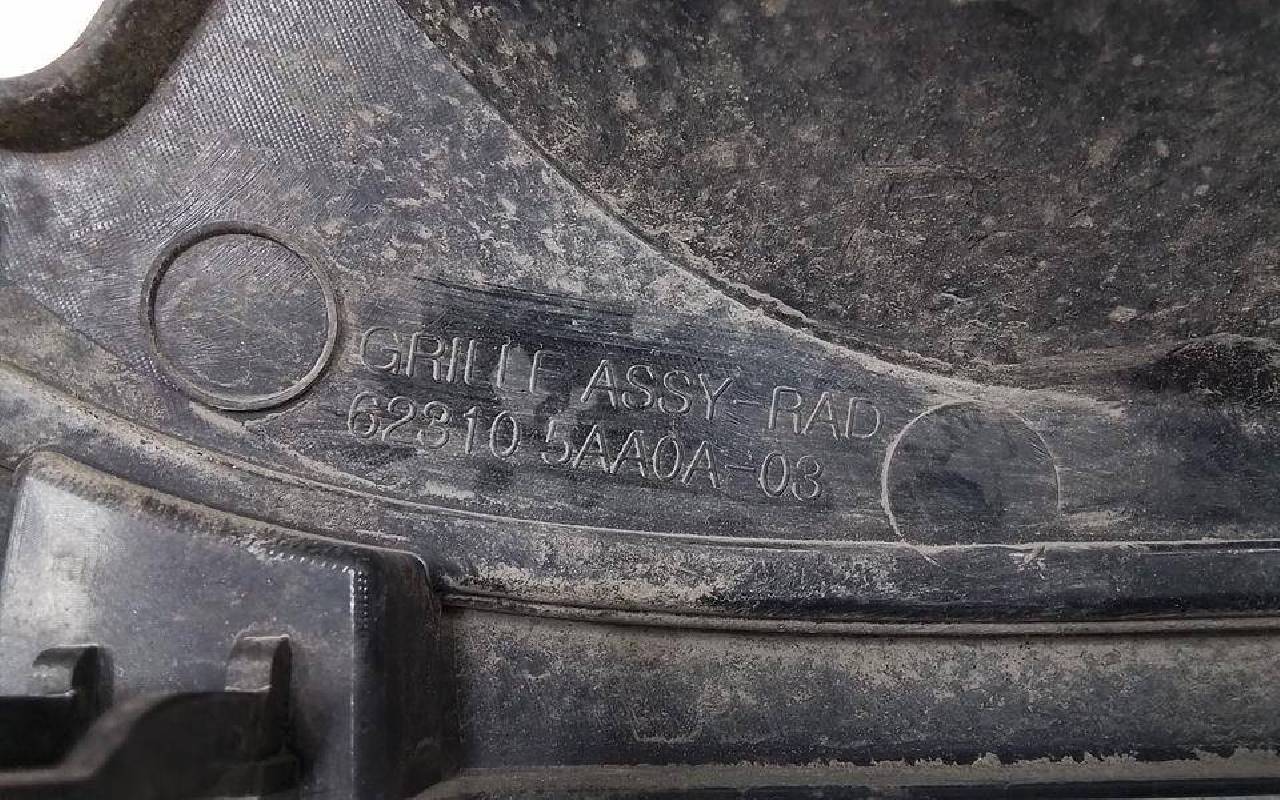 GRILLE ASSY-RAD
62310 5AA0A-03